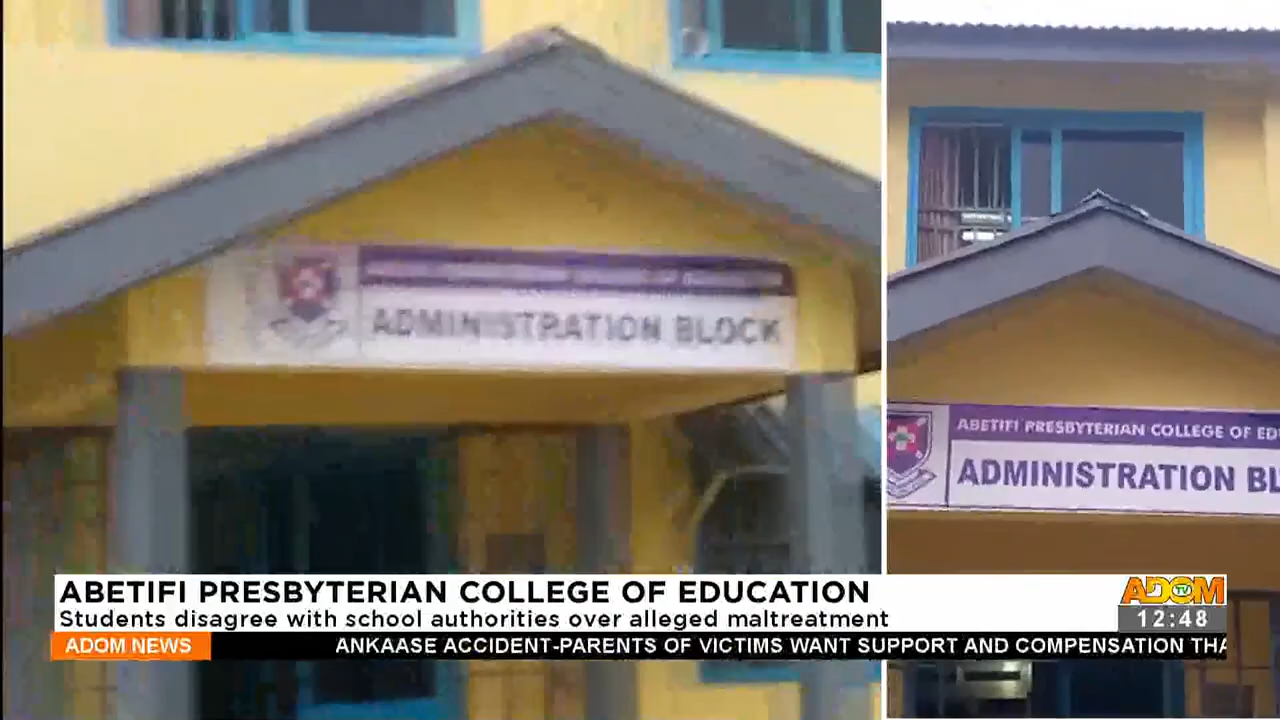 ADMINISTRATION BLOCK
ABETIFI PRESBYTERIAN COLLEGE OF ED
ADMINISTRATION BL
ABETIFI PRESBYTERIAN COLLEGE OF EDUCATION
Students disagree with school authorities over alleged maltreatment
ADOM TV
12:48
ADOM NEWS
ANKAASE ACCIDENT-PARENTS OF VICTIMS WANT SUPPORT AND COMPENSATION THA